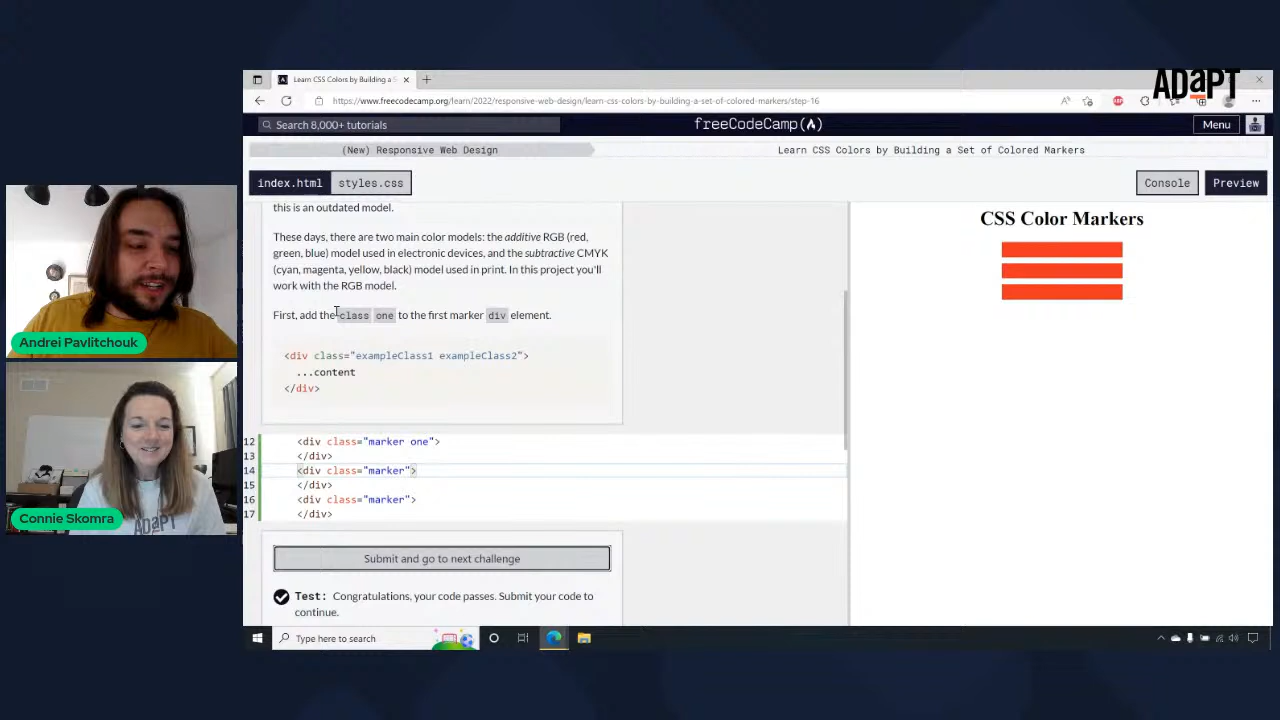 ADaPT
Learn CSS Colors by Building a S
https://www.freecodecamp.org/learn/2022/responsive-web-design/learn-css-colors-by-building-a-set-of-colored-markers/step-16
Search 8,000+ tutorials
freeCodeCamp(🔥)
Menu
(New) Responsive Web Design
Learn CSS Colors by Building a Set of Colored Markers
index.html
styles.css
Console
Preview
this is an outdated model.
These days, there are two main color models: the additive RGB (red,
green, blue) model used in electronic devices, and the subtractive CMYK
(cyan, magenta, yellow, black) model used in print. In this project you'll
work with the RGB model.
First, add the class one to the first marker div element.
<div class="exampleClass1 exampleClass2">
...content
</div>
12 <div class="marker one">
13 </div>
14 <div class="marker">
15 </div>
16 <div class="marker">
17 </div>
Submit and go to next challenge
Test: Congratulations, your code passes. Submit your code to
continue.
CSS Color Markers
Andrei Pavlitchouk
ADaPT
Connie Skomra
Type here to search